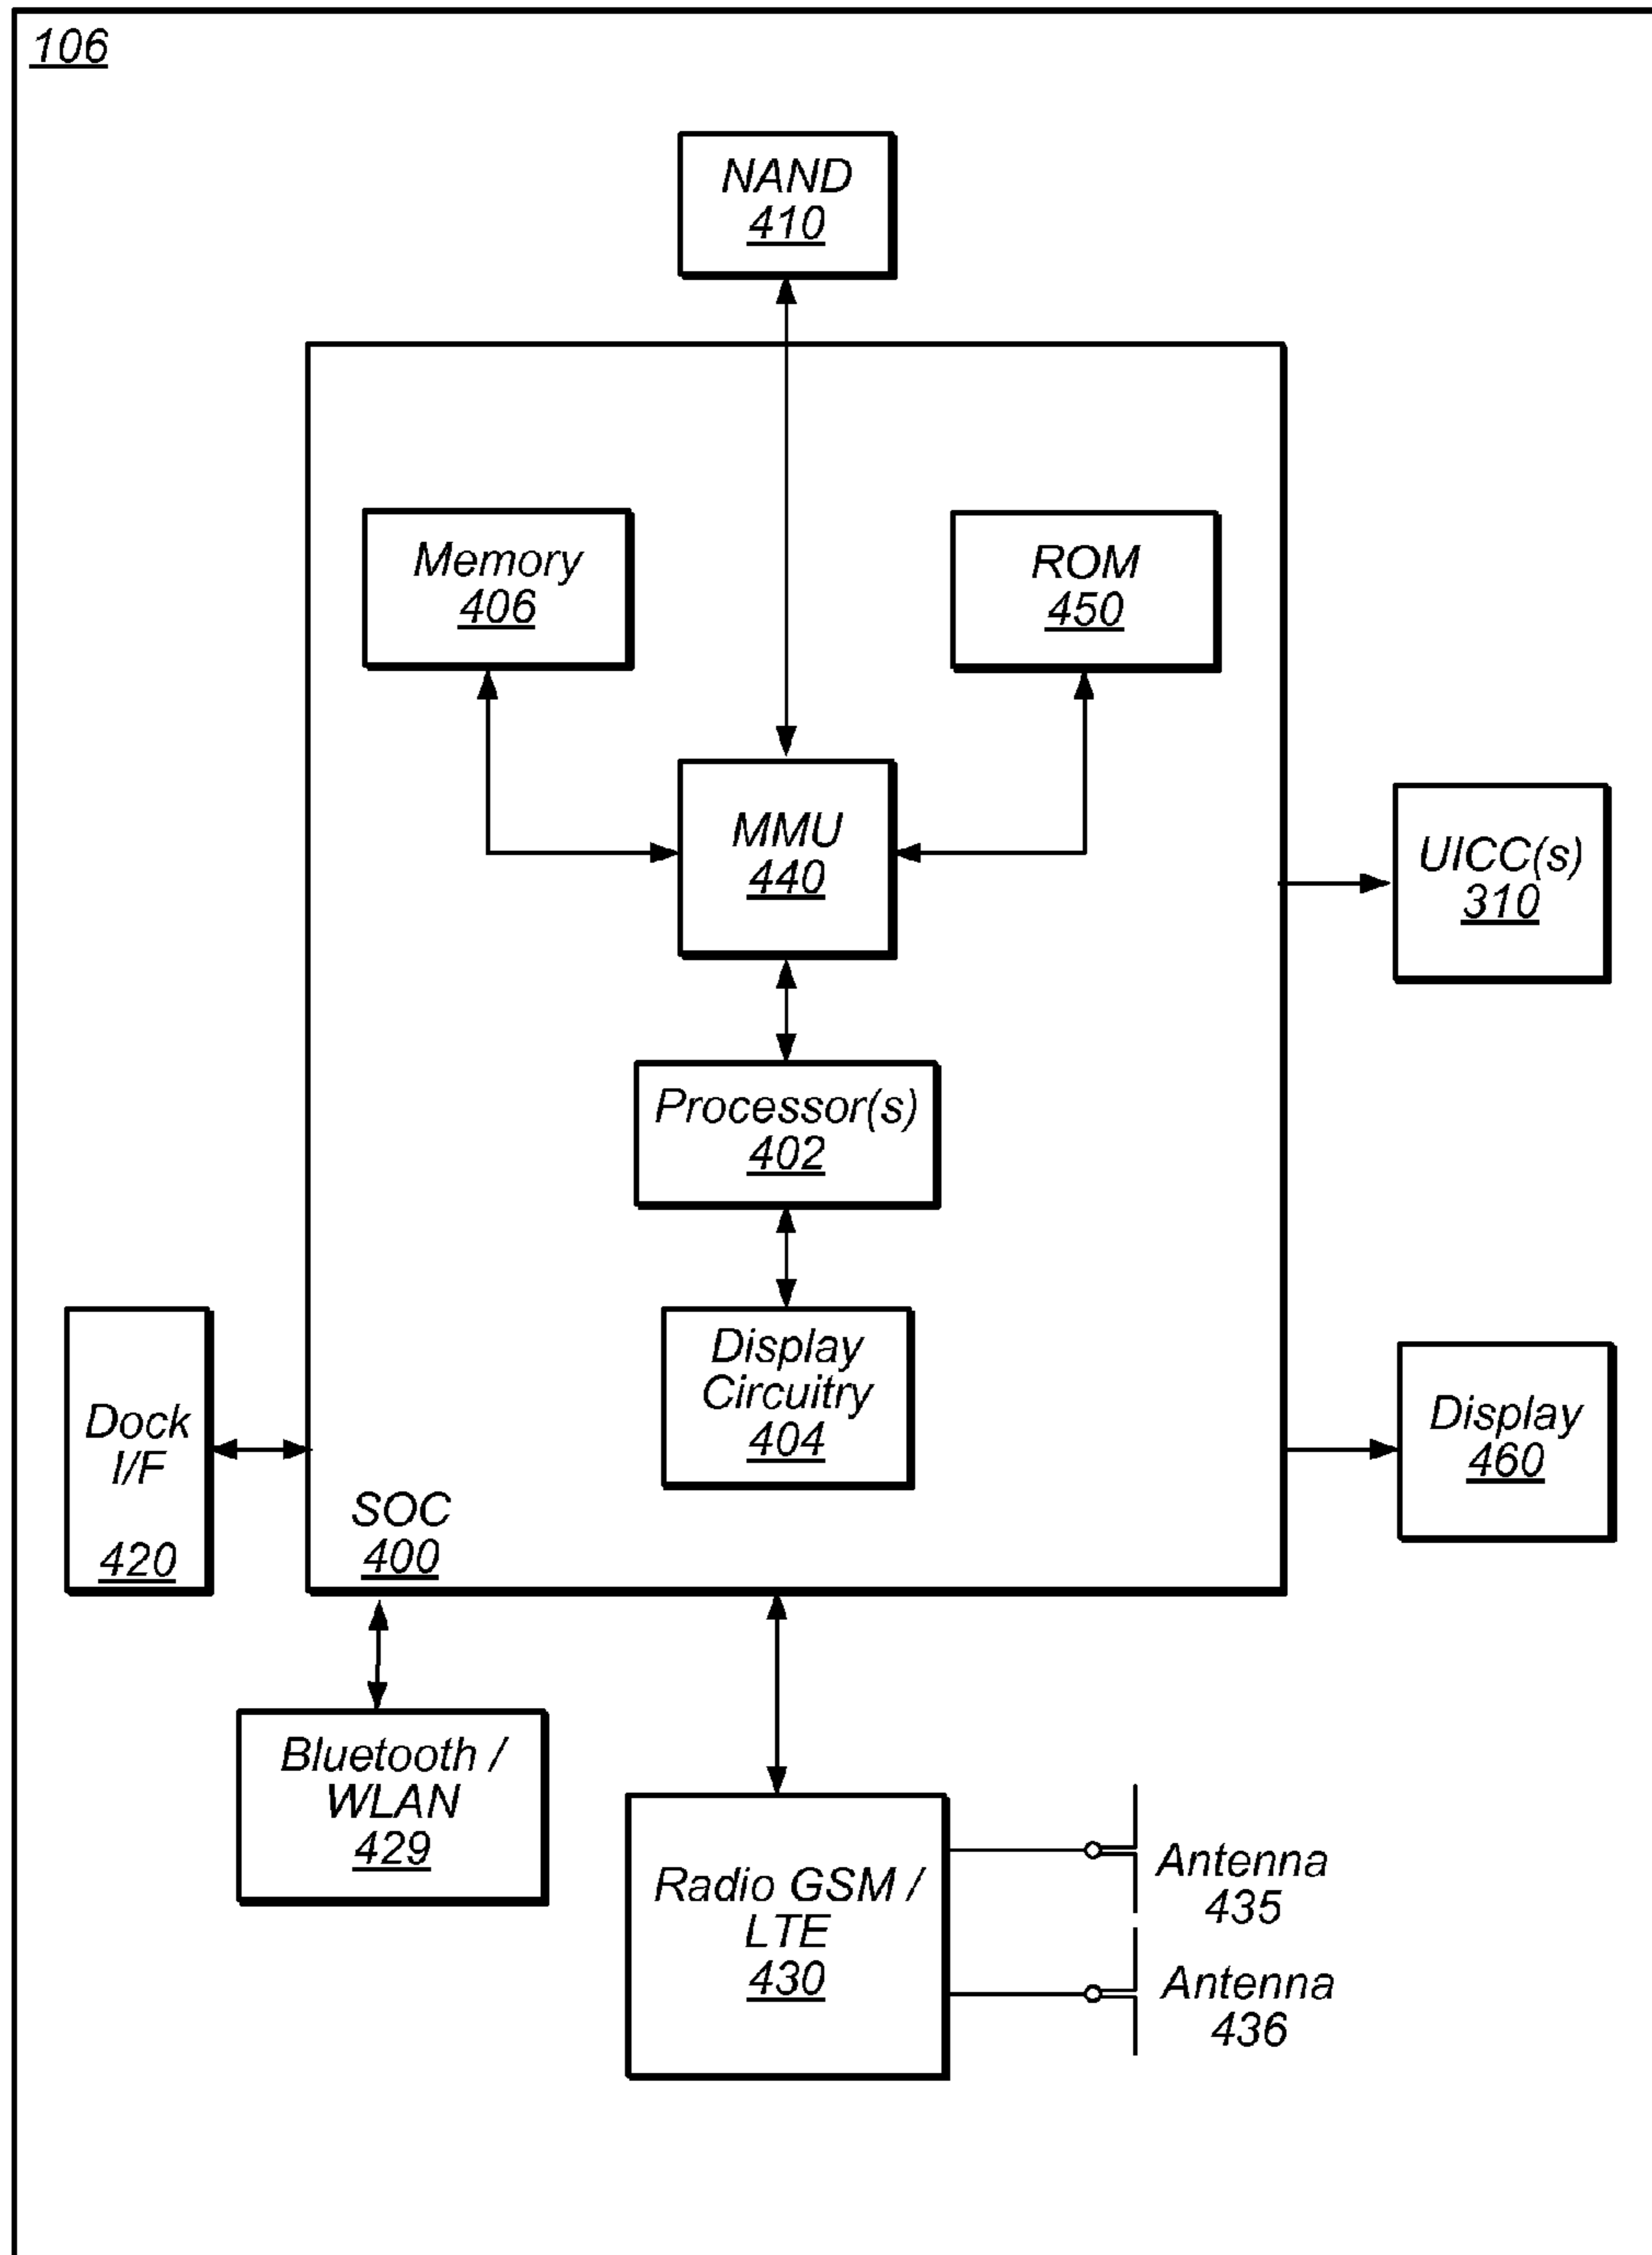 106
NAND
410
Memory
406
ROM
450
MMU
440
UICC(s)
310
Processor(s)
402
Display
Circuitry
404
Dock
I/F
420
Display
460
SOC
400
Bluetooth /
WLAN
429
Radio GSM /
LTE
430
Antenna
435
Antenna
436